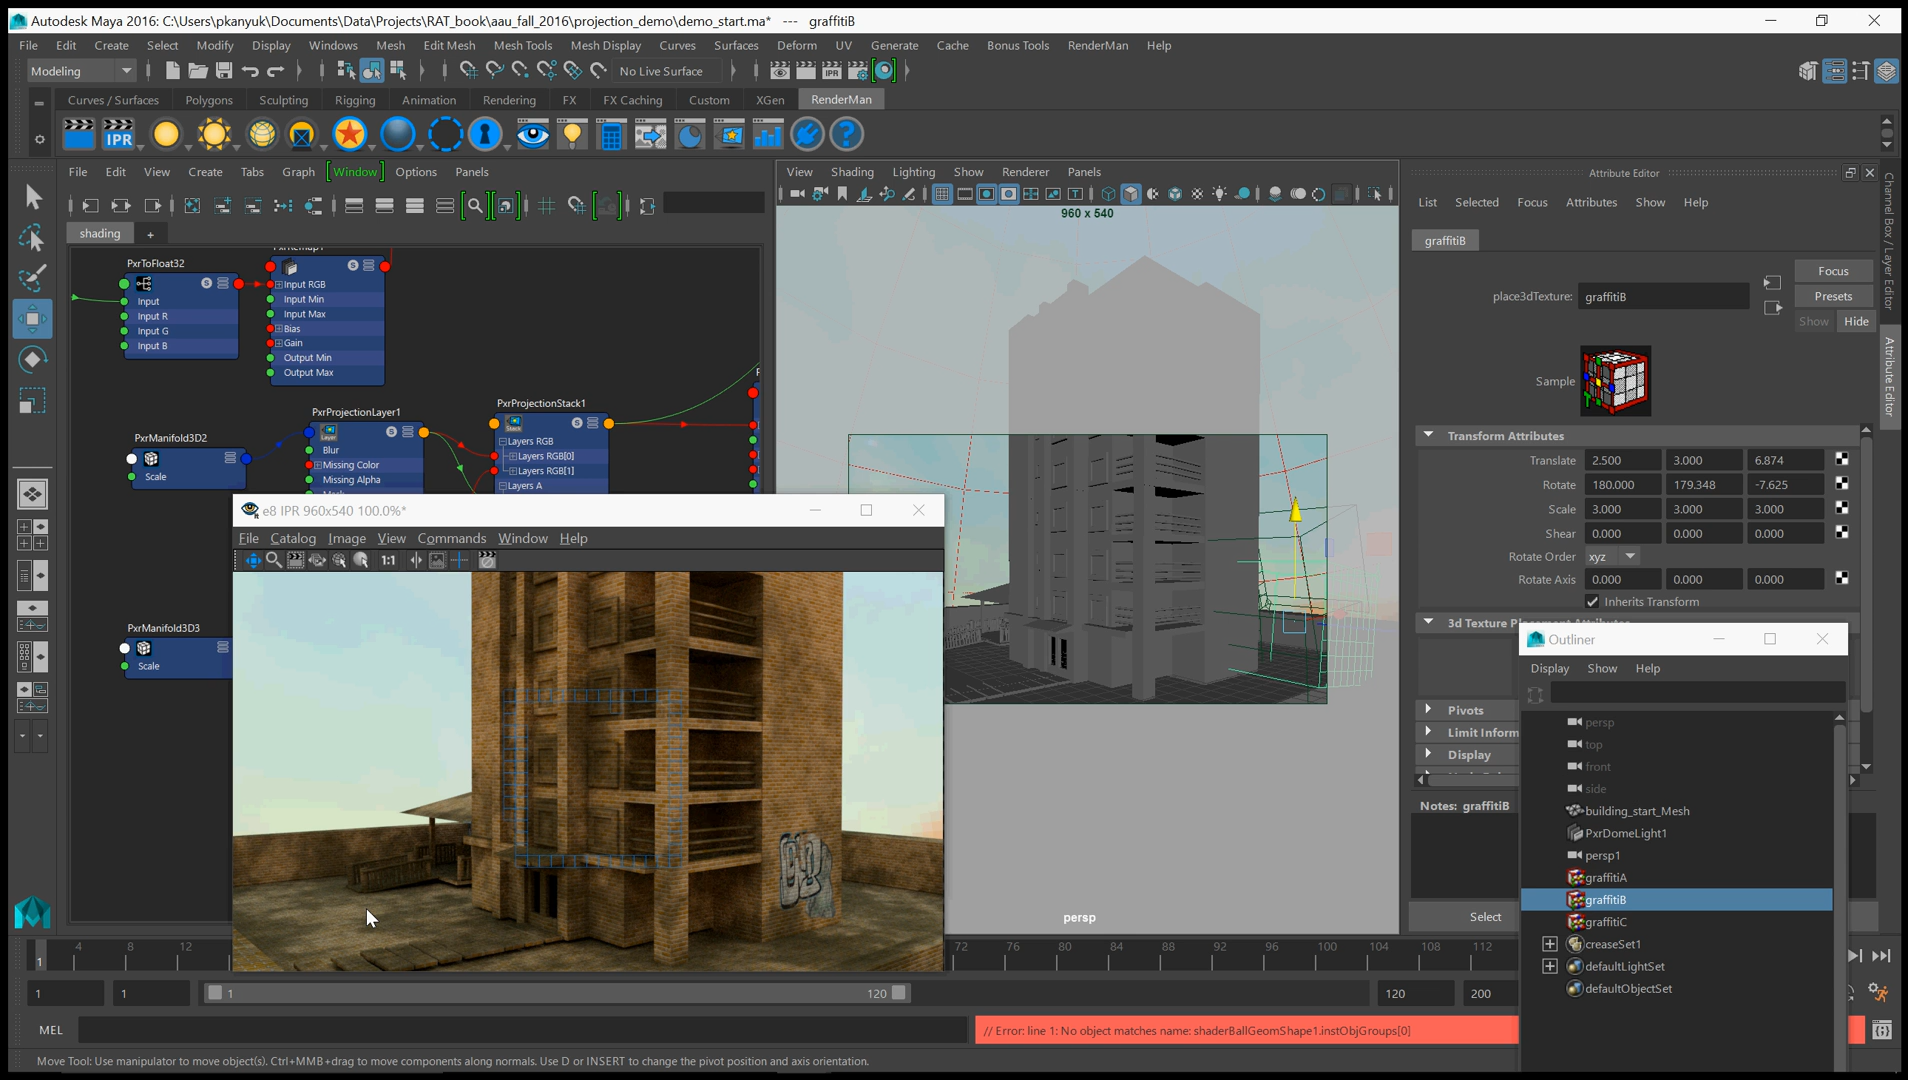 Autodesk Maya 2016: C:\Users\pkanyuk\Documents\Data\Projects\RAT_book\aau_fall_2016\projection_demo\demo_start.ma* --- graffitiB
File Edit Create Select Modify Display Windows Mesh Edit Mesh Mesh Tools Mesh Display Curves Surfaces Deform UV Generate Cache Bonus Tools RenderMan Help
Modeling No Live Surface IPR
Curves / Surfaces Polygons Sculpting Rigging Animation Rendering FX FX Caching Custom XGen RenderMan
IPR
File Edit View Create Tabs Graph Window Options Panels
shading +
PxrToFloat32
Input
Input R
Input G
Input B
Input RGB
Input Min
Input Max
Bias
Gain
Output Min
Output Max
PxrManifold3D2
Scale
PxrProjectionLayer1
Layer
Blur
Missing Color
Missing Alpha
PxrProjectionStack1
Stack
Layers RGB
Layers RGB[0]
Layers RGB[1]
Layers A
PxrManifold3D3
Scale
View Shading Lighting Show Renderer Panels
960 x 540
persp
e8 IPR 960x540 100.0%*
File Catalog Image View Commands Window Help
1:1
Attribute Editor
List Selected Focus Attributes Show Help
graffitiB
place3dTexture: graffitiB
Focus
Presets
Show Hide
Sample
Transform Attributes
Translate 2.500 3.000 6.874
Rotate 180.000 179.348 -7.625
Scale 3.000 3.000 3.000
Shear 0.000 0.000 0.000
Rotate Order xyz
Rotate Axis 0.000 0.000 0.000
Inherits Transform
3d Texture Placement Attributes
Pivots
Limit Inform
Display
Notes: graffitiB
Select
Channel Box / Layer Editor
Attribute Editor
Outliner
Display Show Help
persp
top
front
side
building_start_Mesh
PxrDomeLight1
persp1
graffitiA
graffitiB
graffitiC
creaseSet1
defaultLightSet
defaultObjectSet
1 4 8 12 72 76 80 84 88 92 96 100 104 108 112
1 1 1 120 120 200
MEL
// Error: line 1: No object matches name: shaderBallGeomShape1.instObjGroups[0]
Move Tool: Use manipulator to move object(s). Ctrl+MMB+drag to move components along normals. Use D or INSERT to change the pivot position and axis orientation.